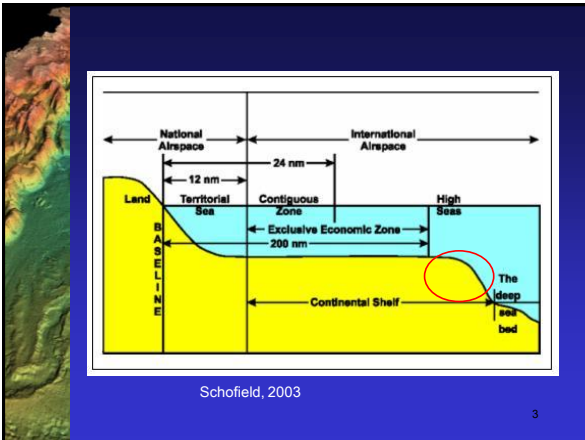 National
Airspace
International
Airspace
24 nm
12 nm
Land
Territorial
Sea
Contiguous
Zone
High
Seas
BASELINE
Exclusive Economic Zone
200 nm
Continental Shelf
The
deep
sea
bed
Schofield, 2003
3